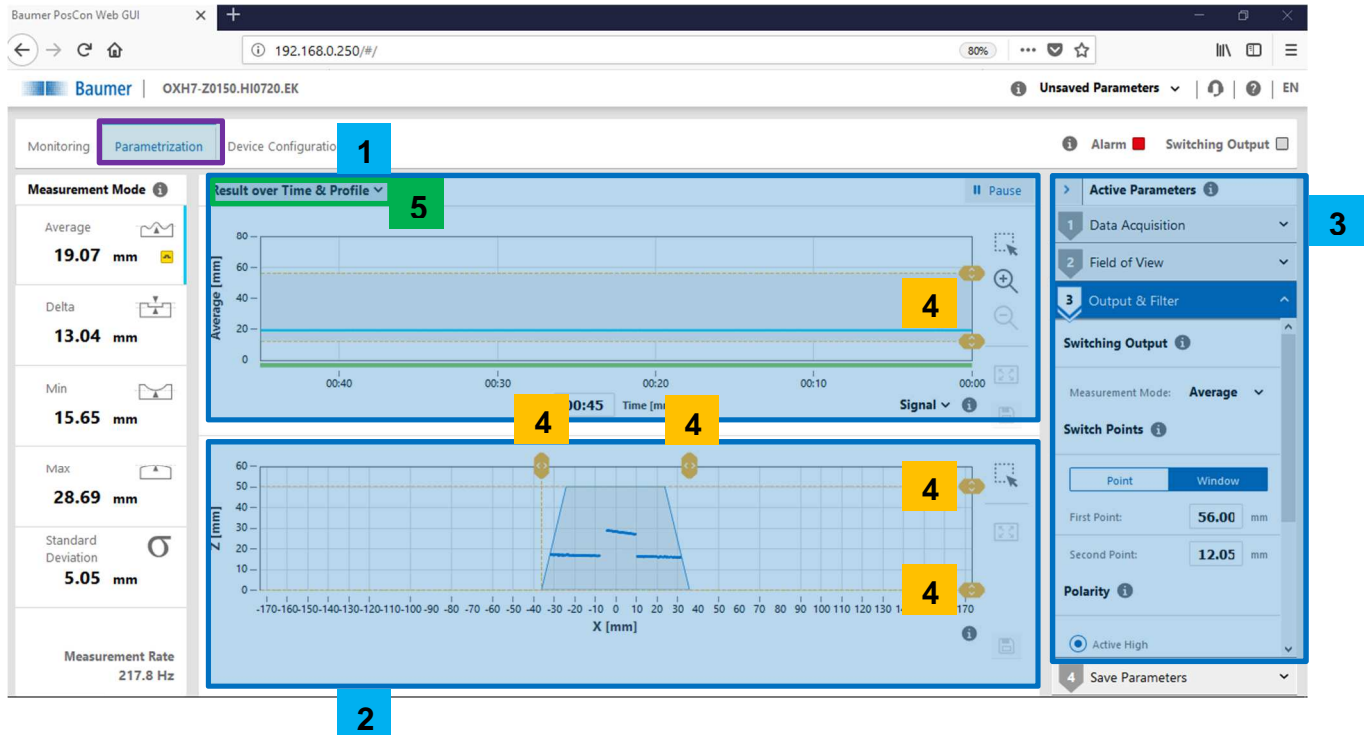 Baumer PosCon Web GUI
192.168.0.250/#/
80%
Baumer | OXH7-Z0150.HI0720.EK
Unsaved Parameters
EN
Monitoring
Parametrization
Device Configuratio
1
Alarm
Switching Output
Measurement Mode
Result over Time & Profile
5
Pause
Active Parameters
3
Average
19.07 mm
Delta
13.04 mm
Min
15.65 mm
Max
28.69 mm
Standard
Deviation
σ
5.05 mm
Measurement Rate
217.8 Hz
Average [mm]
80
60
40
20
0
4
00:40
00:30
00:20
00:10
00:00
4
00:45
Time [m
4
Signal
Z [mm]
60
50
40
30
20
10
0
4
4
-170 -160 -150 -140 -130 -120 -110 -100 -90 -80 -70 -60 -50 -40 -30 -20 -10 0 10 20 30 40 50 60 70 80 90 100 110 120 130 170
X [mm]
2
1 Data Acquisition
2 Field of View
3 Output & Filter
Switching Output
Measurement Mode: Average
Switch Points
Point
Window
First Point: 56.00 mm
Second Point: 12.05 mm
Polarity
Active High
4 Save Parameters